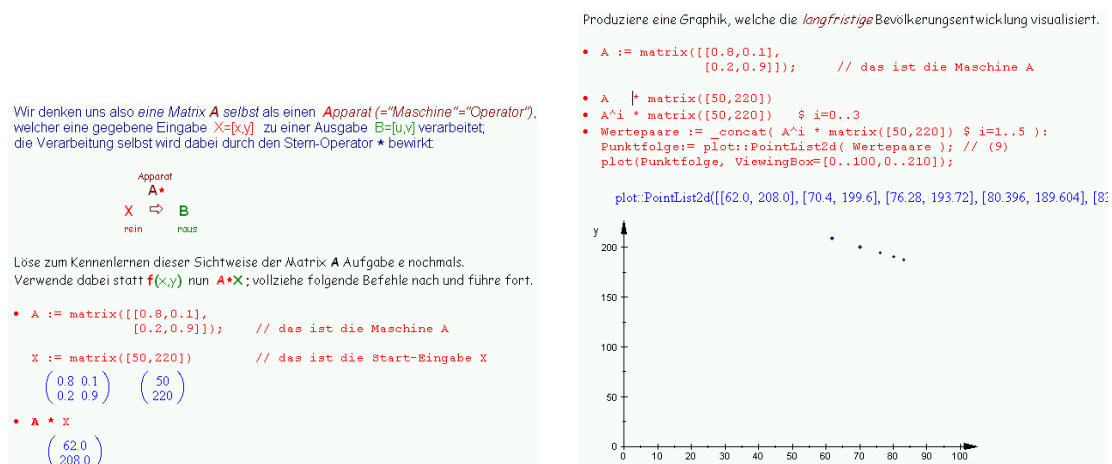 Wir denken uns also eine Matrix A selbst als einen Apparat (="Maschine"="Operator"),
welcher eine gegebene Eingabe X=[x,y] zu einer Ausgabe B=[u,v] verarbeitet;
die Verarbeitung selbst wird dabei durch den Stern-Operator * bewirkt:
Apparat
A*
X ⇨ B
rein raus
Löse zum Kennenlernen dieser Sichtweise der Matrix A Aufgabe e nochmals.
Verwende dabei statt f(x,y) nun A*X ; vollziehe folgende Befehle nach und führe fort.
• A := matrix([[0.8,0.1],
[0.2,0.9]]); // das ist die Maschine A
X := matrix([50,220]) // das ist die Start-Eingabe X
( 0.8 0.1 ) ( 50 )
( 0.2 0.9 ) ( 220 )
• A * X
( 62.0 )
( 208.0 )
Produziere eine Graphik, welche die langfristige Bevölkerungsentwicklung visualisiert.
• A := matrix([[0.8,0.1],
[0.2,0.9]]); // das ist die Maschine A
• A * matrix([50,220])
• A^i * matrix([50,220]) $ i=0..3
• Wertepaare := _concat( A^i * matrix([50,220]) $ i=1..5 ):
Punktfolge:= plot::PointList2d( Wertepaare ); // (9)
plot(Punktfolge, ViewingBox=[0..100,0..210]);
plot::PointList2d([[62.0, 208.0], [70.4, 199.6], [76.28, 193.72], [80.396, 189.604], [83
y
200
150
100
50
0
0 10 20 30 40 50 60 70 80 90 100